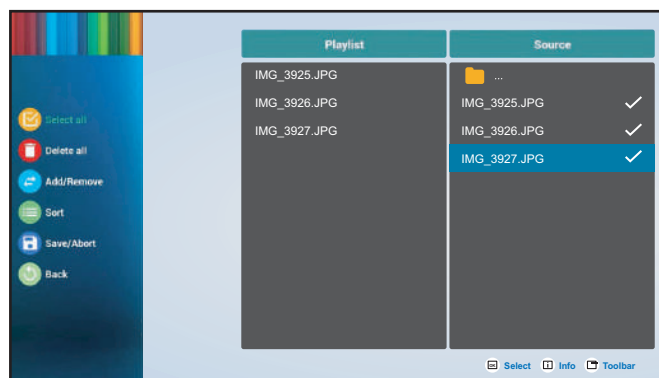 Select all
Delete all
Add/Remove
Sort
Save/Abort
Back
Playlist
IMG_3925.JPG
IMG_3926.JPG
IMG_3927.JPG
Source
...
IMG_3925.JPG
IMG_3926.JPG
IMG_3927.JPG
Select Info Toolbar